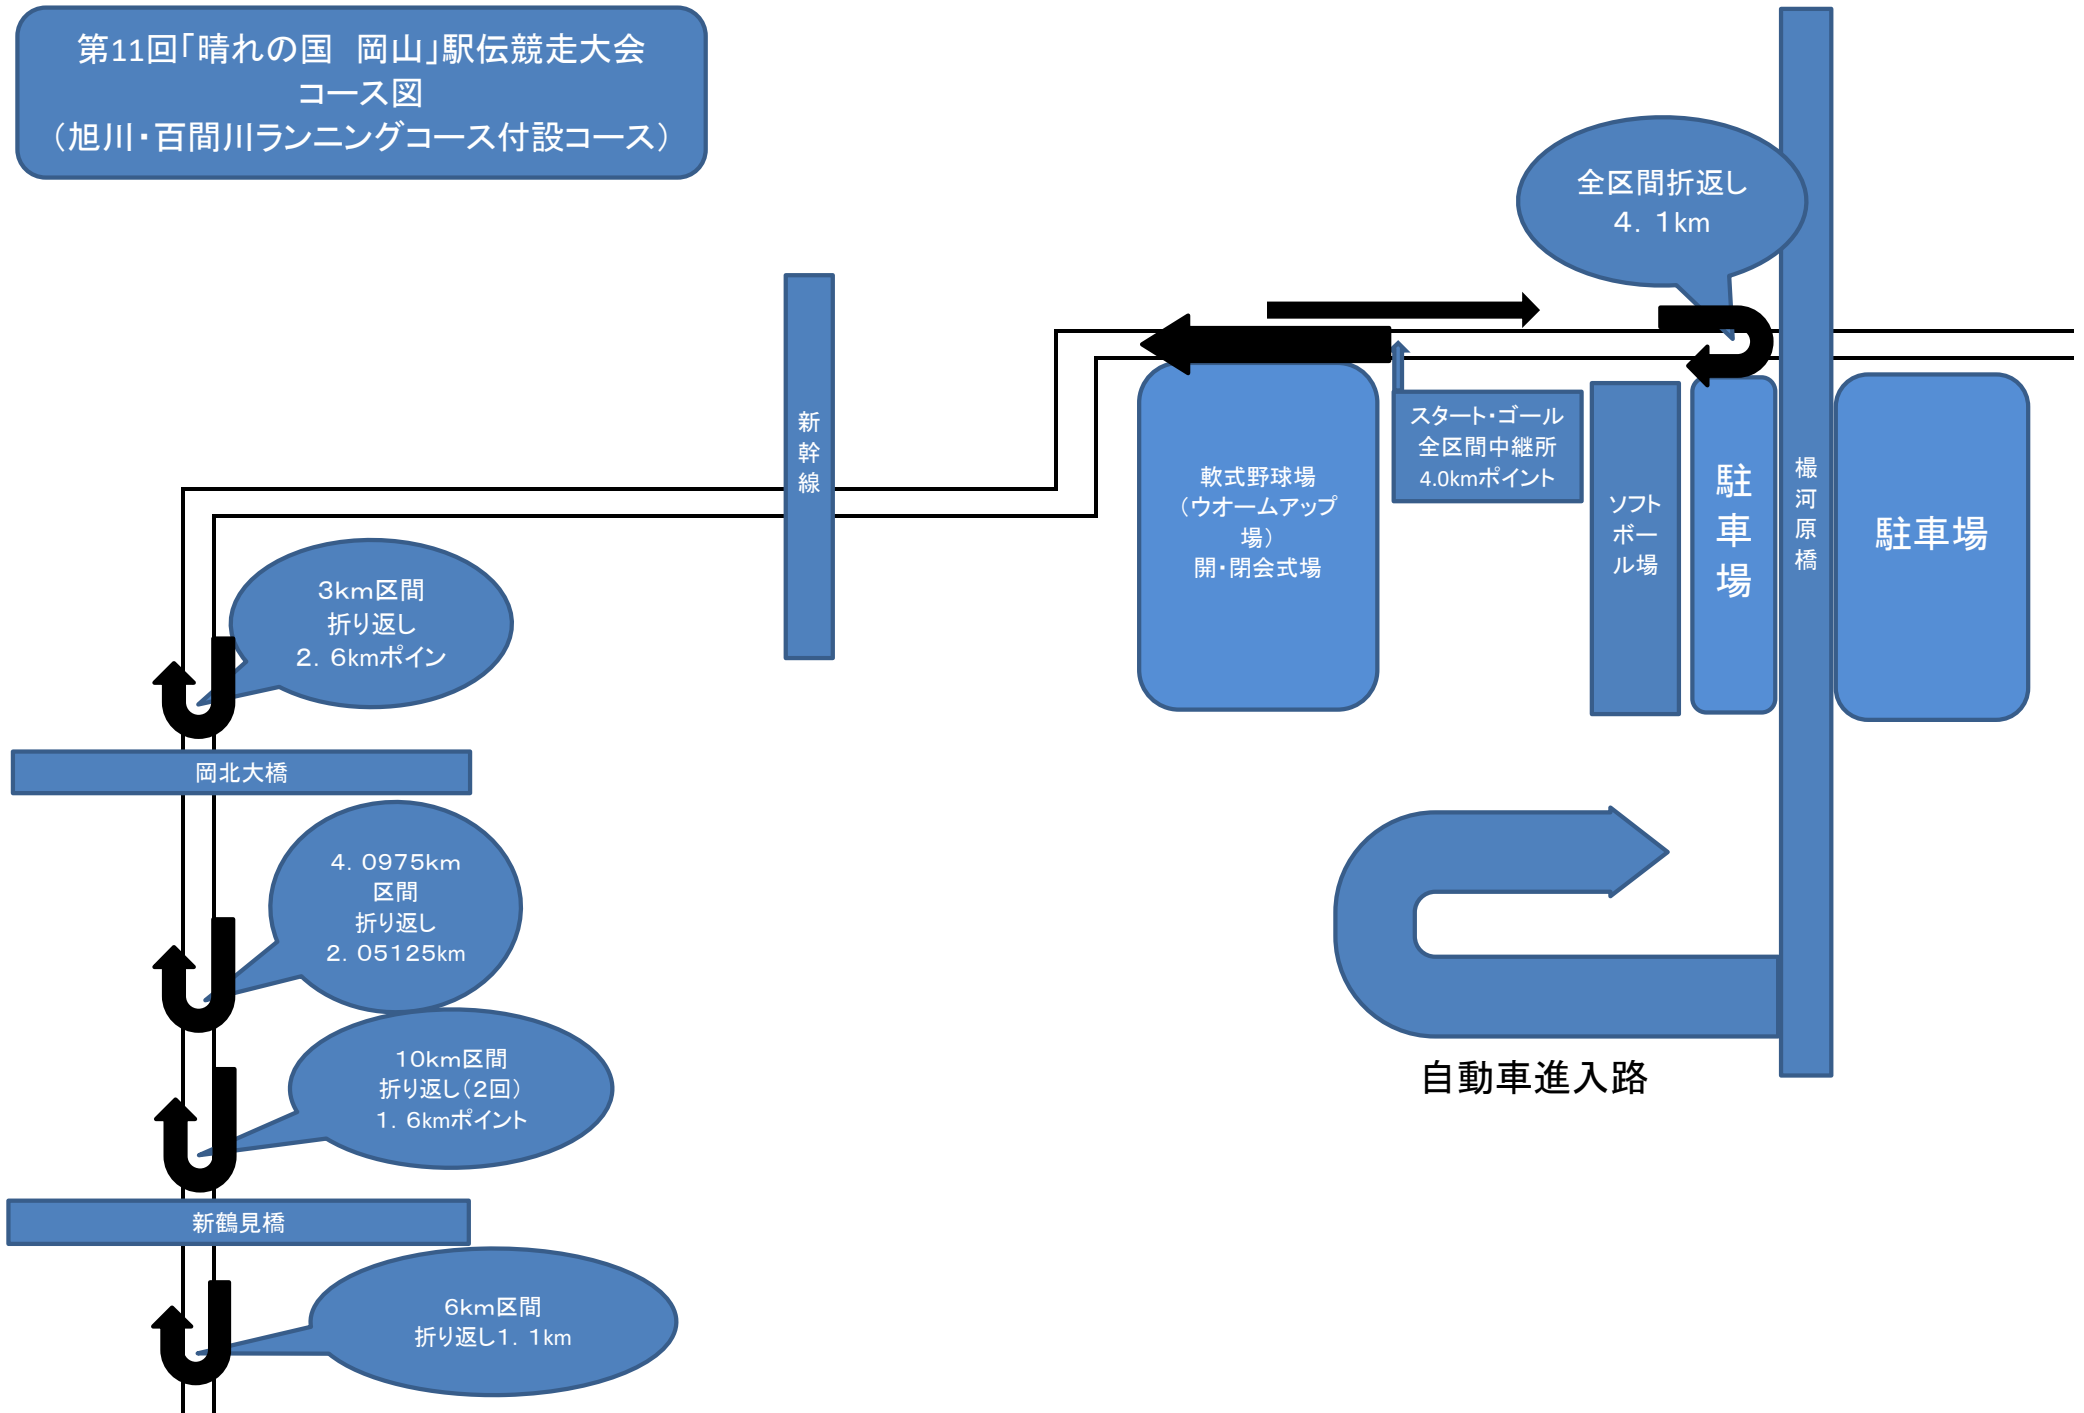 第11回｢晴れの国　岡山｣駅伝競走大会
コース図
（旭川・百間川ランニングコース付設コース）
全区間折返し
４．１km
新幹線
スタート・ゴール
全区間中継所
4.0kmポイント
軟式野球場
（ウオームアップ
場）
開・閉会式場
ソフト
ボー
ル場
駐車場
樋河原橋
駐車場
3ｋｍ区間
折り返し
２．６kmポイン
岡北大橋
４．０９７５ｋｍ
区間
折り返し
２．０５１２５km
１０ｋｍ区間
折り返し（２回）
１．６kmポイント
自動車進入路
新鶴見橋
６ｋｍ区間
折り返し１．１km